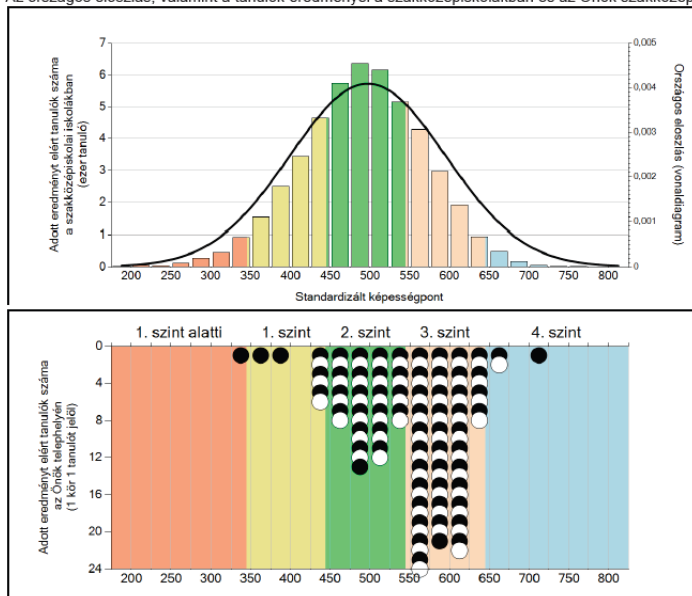 Az országos eloszlás, valamint a tanulók eredményei a szakközépiskolákban és az Önök szakközép
Adott eredményt elért tanulók száma
a szakközépiskolai iskolákban
(ezer tanuló)
7
6
5
4
3
2
1
0
0,005
0,004
0,003
0,002
0,001
0
Országos eloszlás
(vonaldiagram)
200 250 350 400 450 500 550 600 650 700 750 800
Standardizált képességpont
1. szint alatti 1. szint 2. szint 3. szint 4. szint
Adott eredményt elért tanulók száma
az Önök telephelyén
(1 kör 1 tanulót jelöl)
0
4
8
12
16
20
24
200 250 300 350 400 450 500 550 600 650 700 750 800